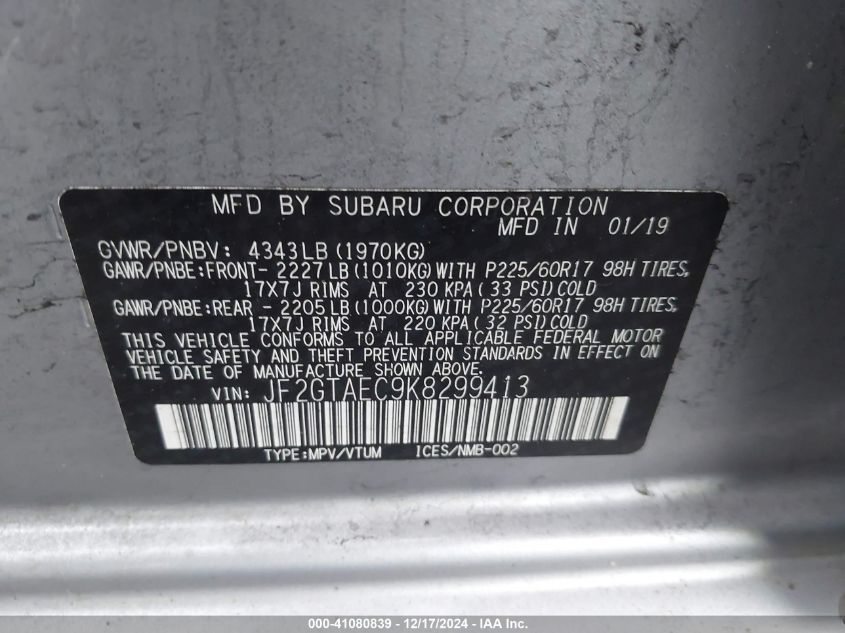 MFD BY SUBARU CORPORATION
MFD IN 01/19
GVWR/PNBV: 4343LB (1970KG)
GAWR/PNBE:FRONT- 2227LB(1010KG)WITH P225/60R17 98H TIRES,
17X7J RIMS AT 230 KPA( 33 PSI)COLD
GAWR/PNBE:REAR - 2205LB(1000KG)WITH P225/60R17 98H TIRES,
17X7J RIMS AT 220 KPA( 32 PSI)COLD
THIS VEHICLE CONFORMS TO ALL APPLICABLE FEDERAL MOTOR
VEHICLE SAFETY AND THEFT PREVENTION STANDARDS IN EFFECT ON
THE DATE OF MANUFACTURE SHOWN ABOVE.
VIN: JF2GTAEC9K8299413
TYPE:MPV/VTUM ICES/NMB-002
000-41080839 - 12/17/2024 - IAA Inc.